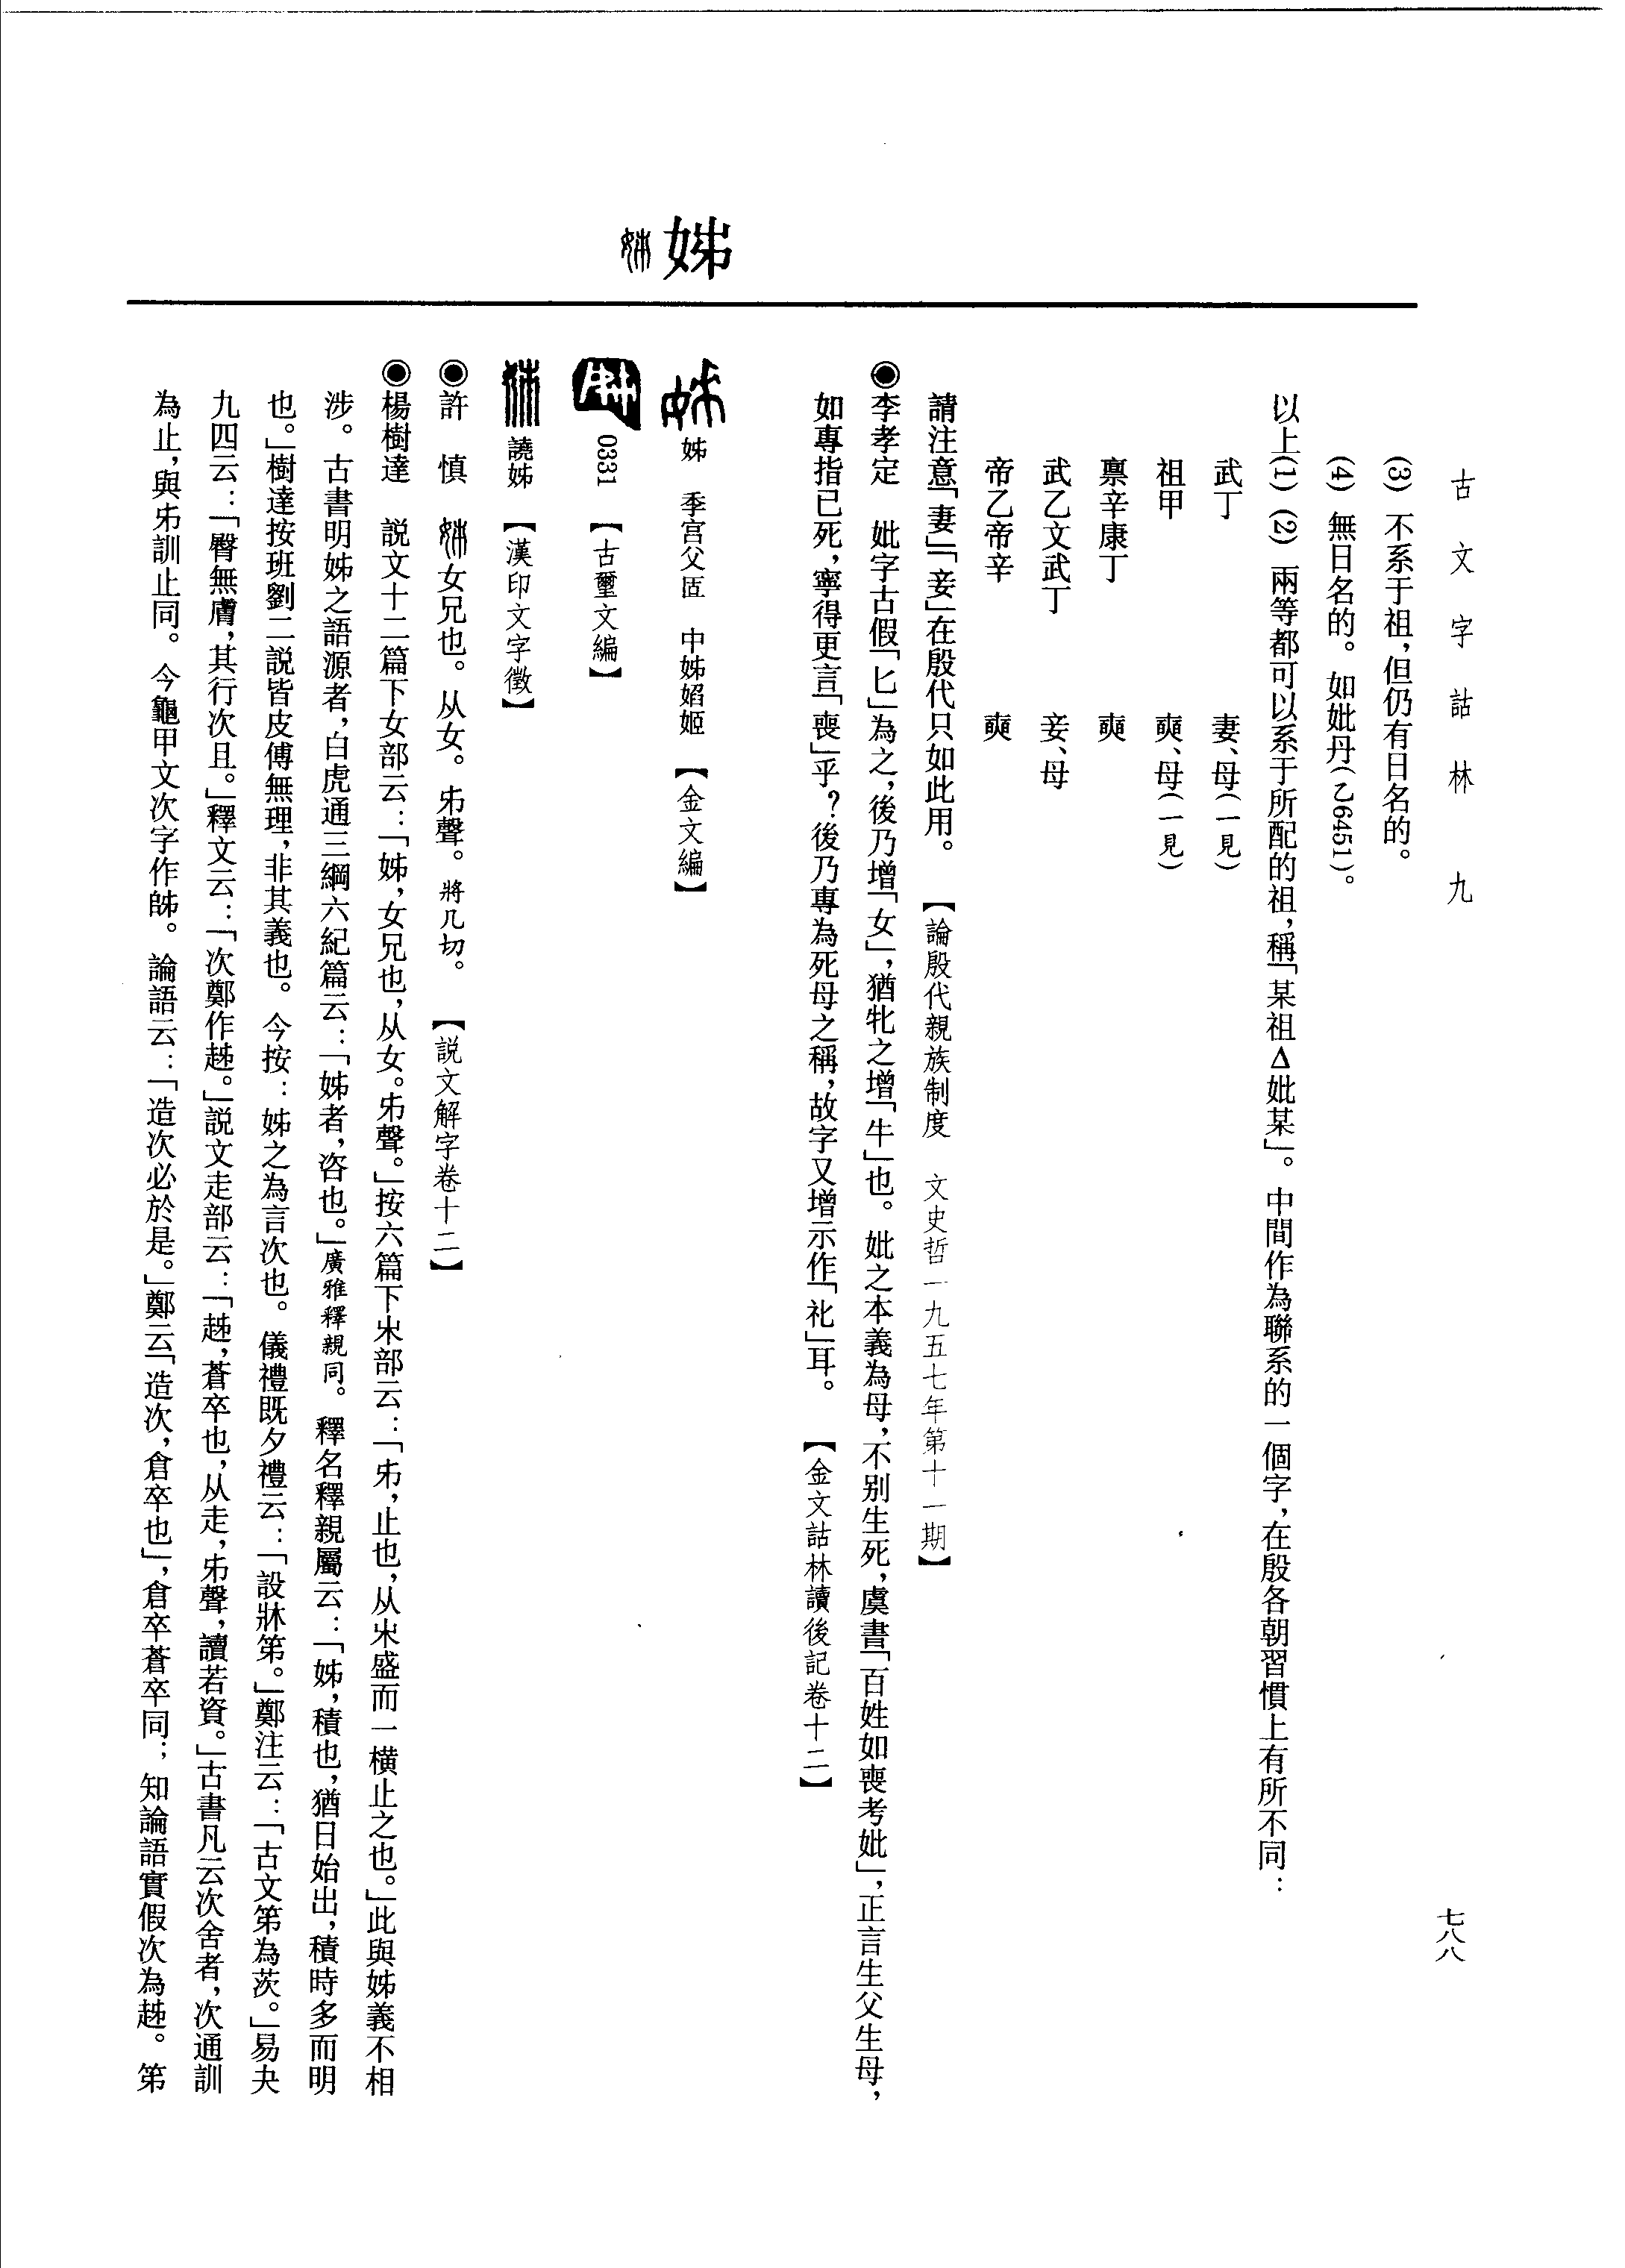 古文字詁林 九
七八八
姊
(3) 不系于祖，但仍有日名的。
(4) 無日名的。如妣丹(乙6451)。
以上(1)(2) 兩等都可以系于所配的祖，稱「某祖Δ妣某」。中間作為聯系的一個字，在殷各朝習慣上有所不同：
武丁 妻、母(一見)
祖甲 奭、母(一見)
禀辛康丁 奭
武乙文武丁 妾、母
帝乙帝辛 奭
請注意「妻」「妾」在殷代只如此用。 【論殷代親族制度 文史哲一九五七年第十一期】
◉李孝定 妣字古假「匕」為之，後乃增「女」，猶牝之增「牛」也。妣之本義為母，不别生死，虞書「百姓如喪考妣」，正言生父生母，
如專指已死，寧得更言「喪」乎？後乃專為死母之稱，故字又增示作「礼」耳。 【金文詁林讀後記卷十二】
姊 季宫父匜 中姊嬀姬 【金文編】
0331 【古璽文編】
譊姊 【漢印文字徵】
◉許 慎 女兄也。从女。𠂔聲。將几切。 【説文解字卷十二】
◉楊樹達 説文十二篇下女部云：「姊，女兄也，从女。𠂔聲。」按六篇下𣎵部云：「𠂔，止也，从𣎵盛而一横止之也。」此與姊義不相
涉。古書明姊之語源者，白虎通三綱六紀篇云：「姊者，咨也。」廣雅釋親同。釋名釋親屬云：「姊，積也，猶日始出，積時多而明
也。」樹達按班劉二説皆皮傅無理，非其義也。今按：姊之為言次也。儀禮既夕禮云：「設牀笫。」鄭注云：「古文笫為茨。」易夬
九四云：「臀無膚，其行次且。」釋文云：「次鄭作趀。」説文走部云：「趀，蒼卒也，从走，𠂔聲，讀若資。」古書凡云次舍者，次通訓
為止，與𠂔訓止同。今龜甲文次字作𠂤。論語云：「造次必於是。」鄭云「造次，倉卒也」，倉卒蒼卒同；知論語實假次為趀。笫